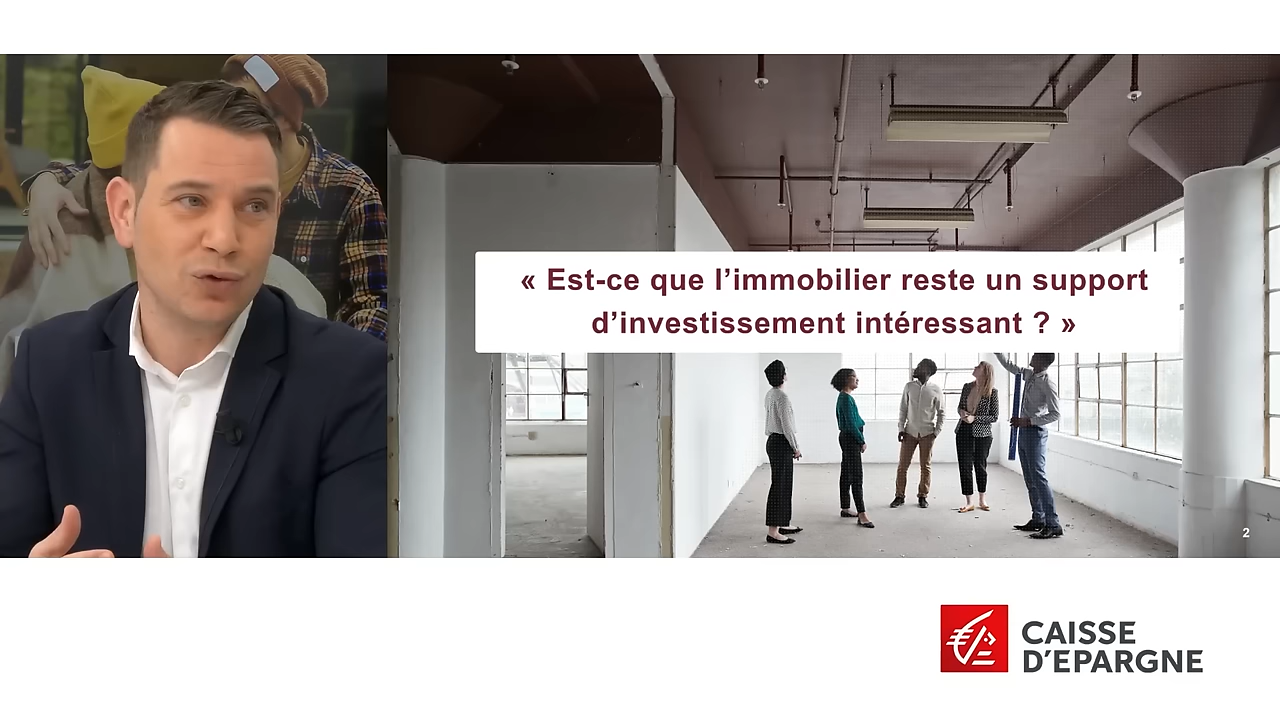 « Est-ce que l’immobilier reste un support
d’investissement intéressant ? »
2
CAISSE
D’EPARGNE